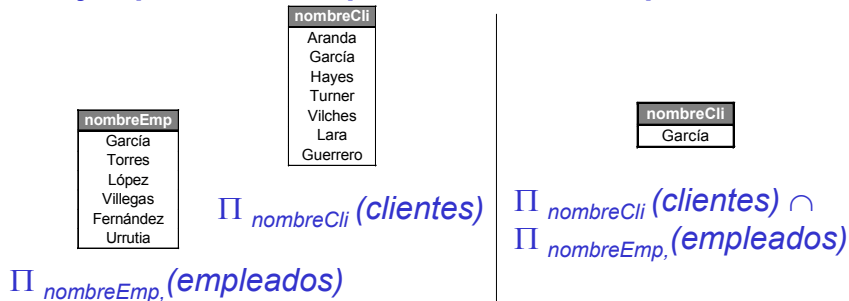 nombreCli
Aranda
García
Hayes
Turner
Vilches
Lara
Guerrero
nombreEmp
García
Torres
López
Villegas
Fernández
Urrutia
Π nombreCli (clientes)
Π nombreEmp,(empleados)
nombreCli
García
Π nombreCli (clientes) ∩
Π nombreEmp,(empleados)